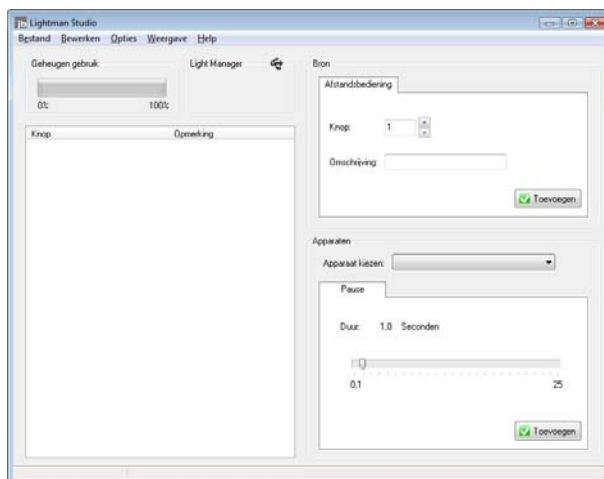 Lightman Studio
Bestand Bewerken Opties Weergave Help
Geheugen gebruik
0% 100%
Light Manager
Knop Opmerking
Bron
Afstandsbediening
Knop: 1
Omschrijving:
Toevoegen
Apparaten
Apparaat kiezen:
Pause
Duur: 1,0 Seconden
0,1 25
Toevoegen